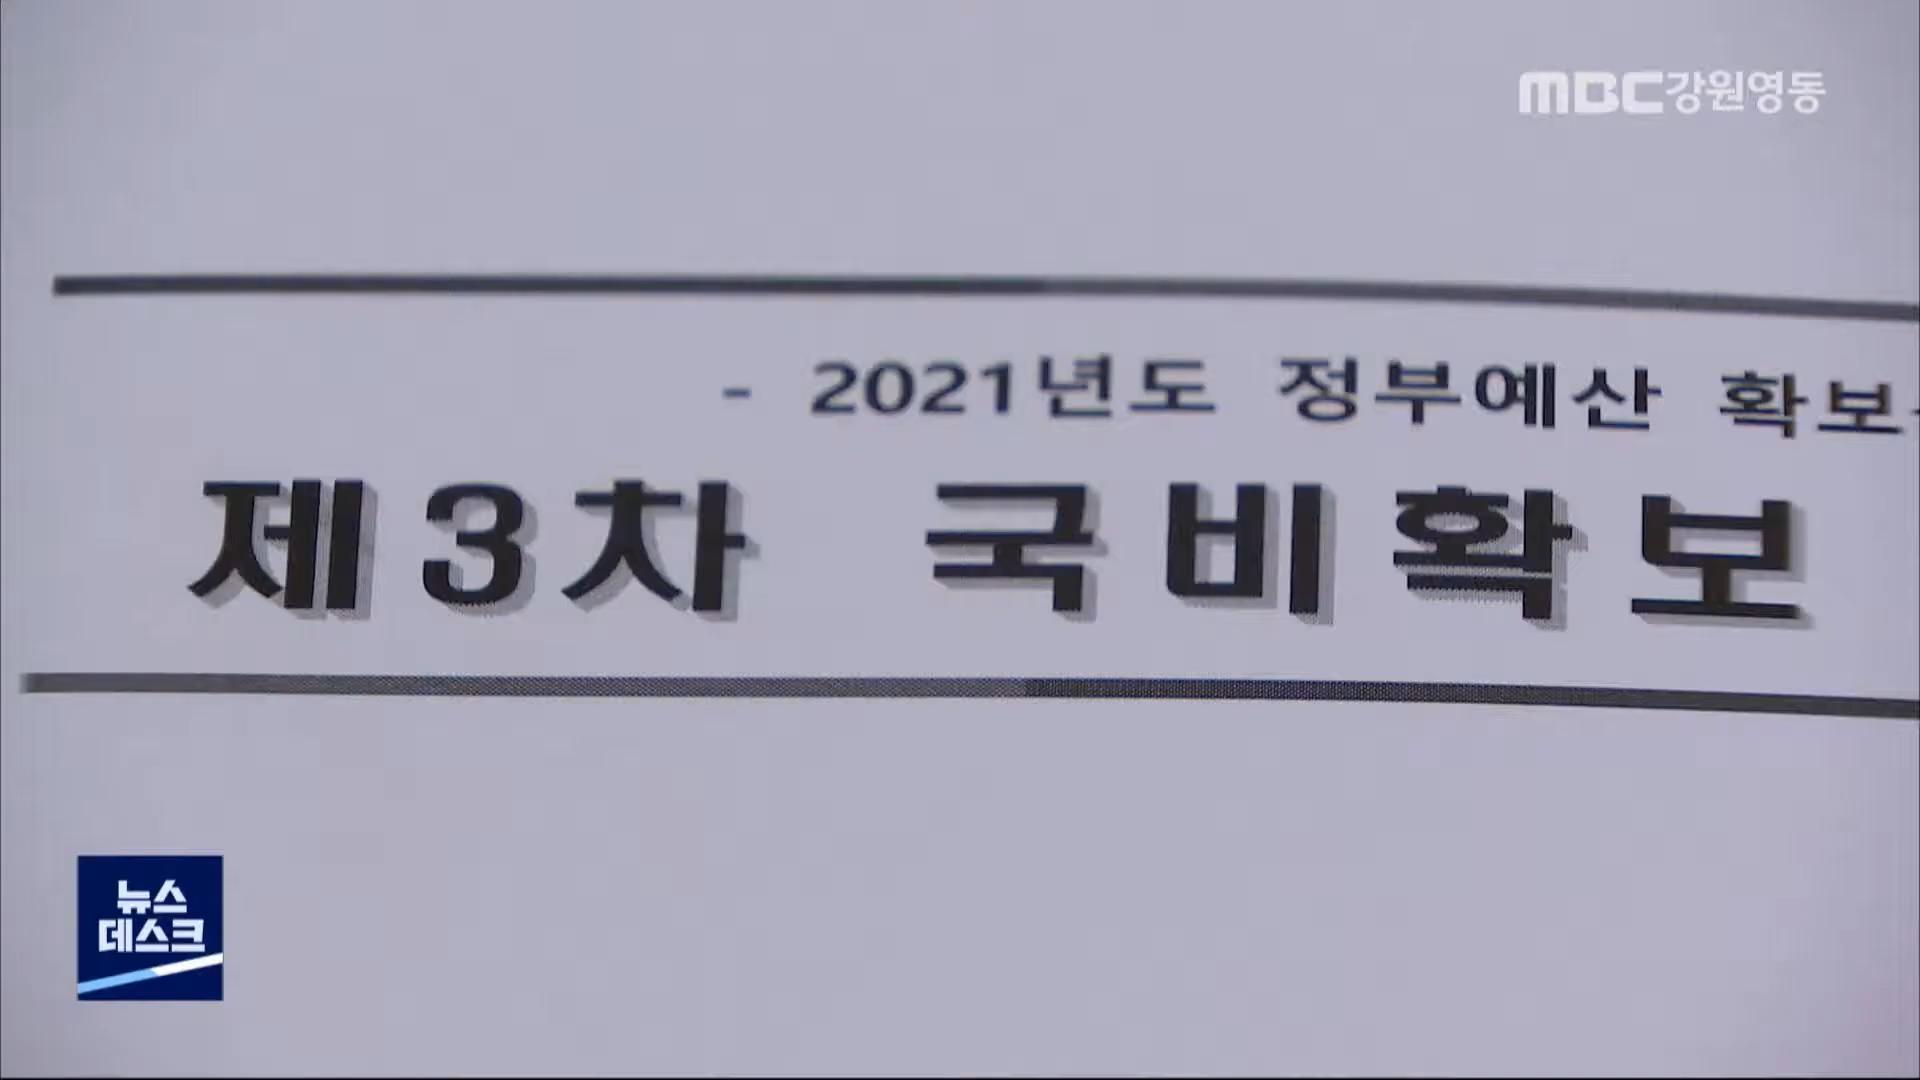 MBC강원영동
- 2021년도 정부예산 확보
제3차 국비확보
뉴스
데스크